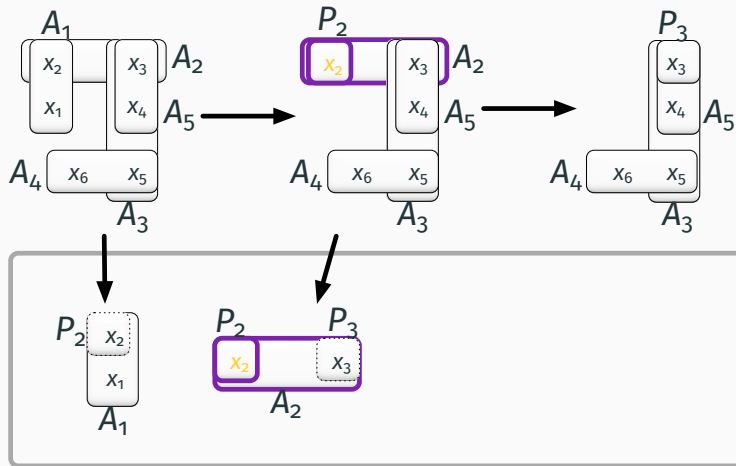 A₁ P₂ P₃
x₂ x₃ A₂ x₂ x₃ A₂ x₃
x₁ x₄ A₅ x₄ A₅ x₄ A₅
A₄ x₆ x₅ A₄ x₆ x₅ A₄ x₆ x₅
A₃ A₃ A₃
P₂ P₃
P₂ x₂ x₂ x₃
x₁
A₂
A₁